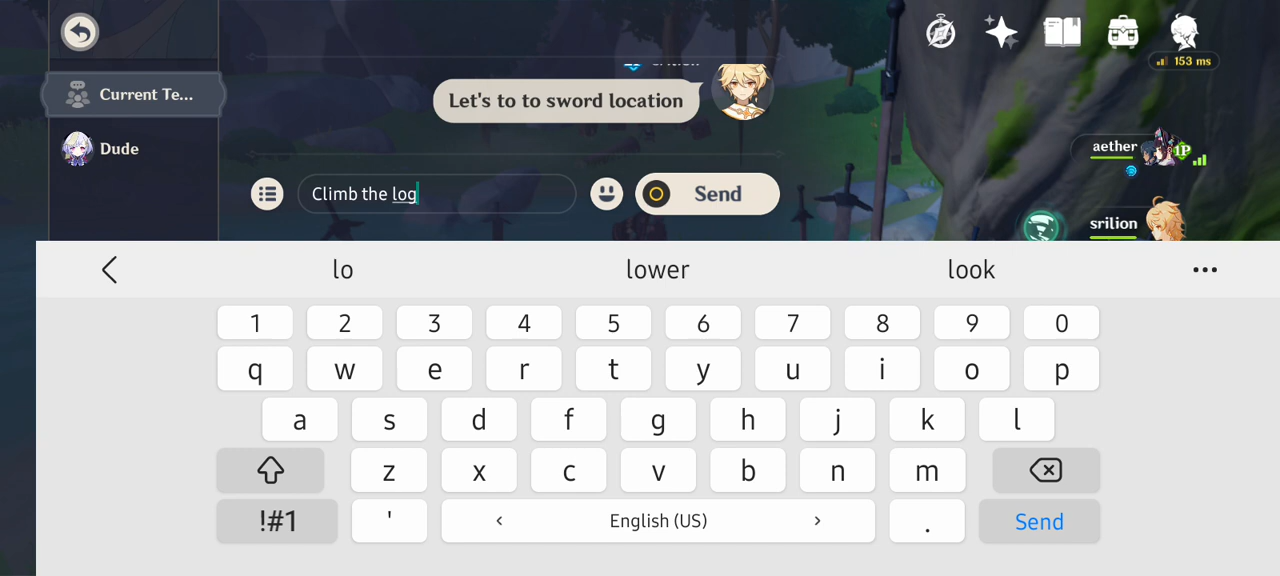 153 ms
Current Te...
Let's to to sword location
Dude
aether
1P
Climb the log
Send
srilion
lo
lower
look
...
1 2 3 4 5 6 7 8 9 0
q w e r t y u i o p
a s d f g h j k l
z x c v b n m
!#1 ' < English (US) > . Send